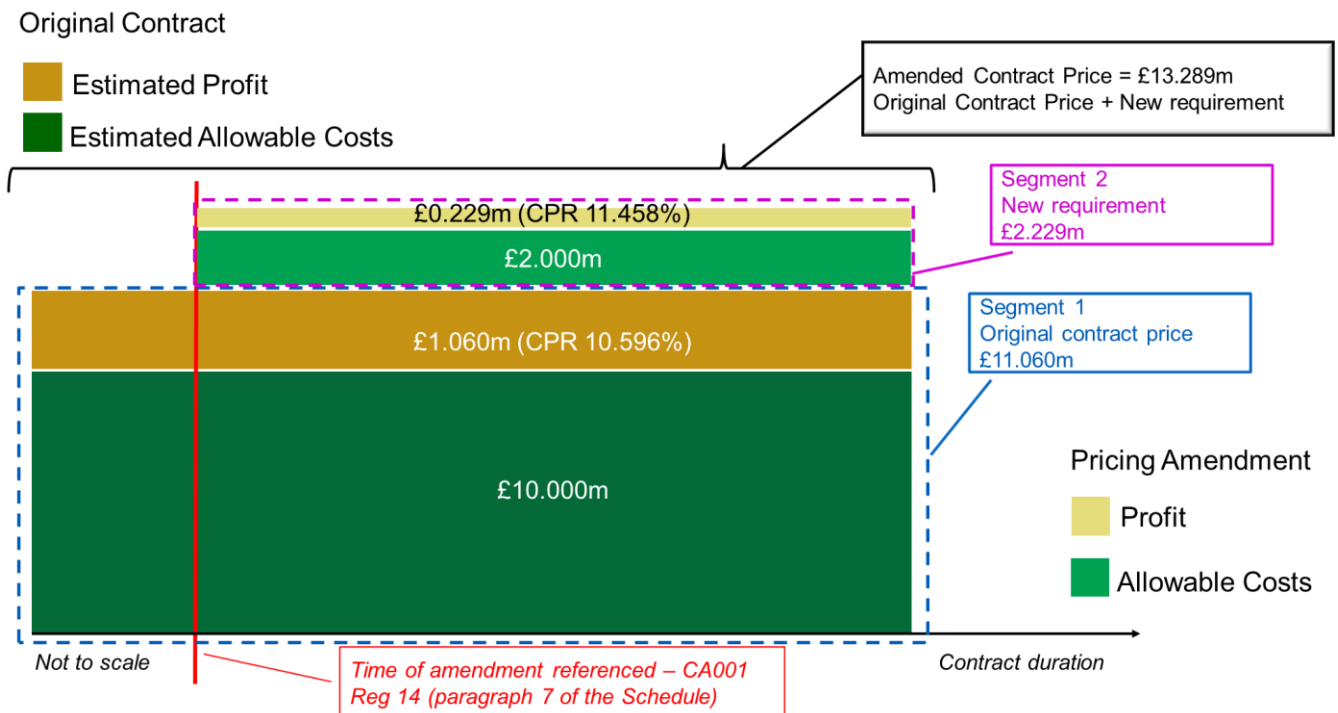 Original Contract
Estimated Profit
Estimated Allowable Costs
Amended Contract Price = £13.289m
Original Contract Price + New requirement
Segment 2
New requirement
£2.229m
£0.229m (CPR 11.458%)
£2.000m
Segment 1
Original contract price
£11.060m
£1.060m (CPR 10.596%)
£10.000m
Pricing Amendment
Profit
Allowable Costs
Not to scale
Time of amendment referenced – CA001
Reg 14 (paragraph 7 of the Schedule)
Contract duration